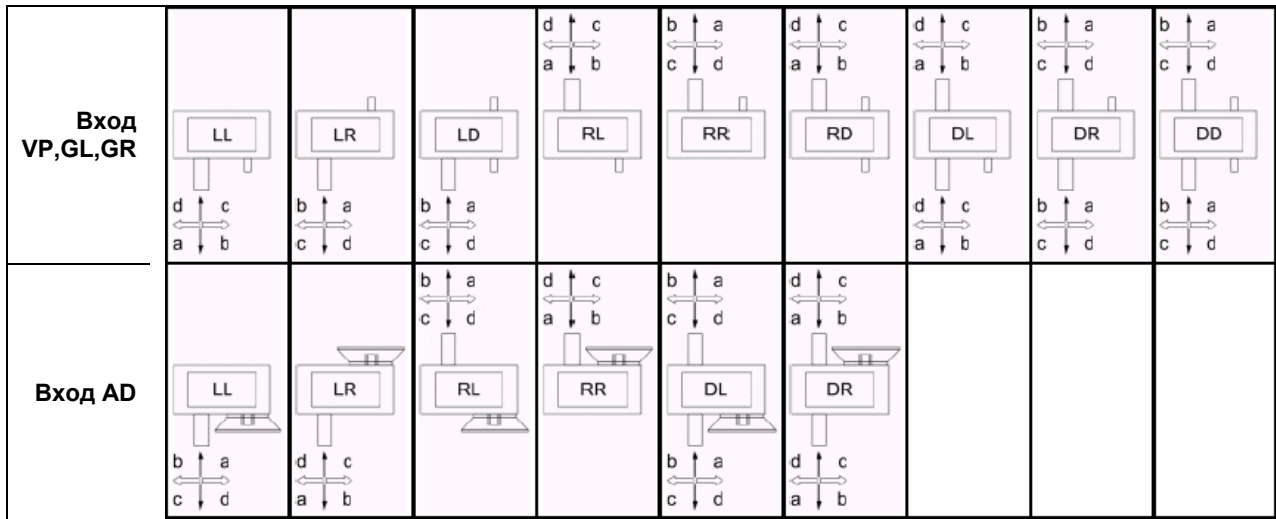 d c b a d c d c b a b a
a b c d a b a b c d c d
Вход
VP,GL,GR
LL LR LD RL RR RD DL DR DD
d c b a b a d c b a b a
a b c d c d a b c d c d
b a d c b a d c
c d a b c d a b
Вход AD
LL LR RL RR DL DR
b a d c b a d c
c d a b c d a b